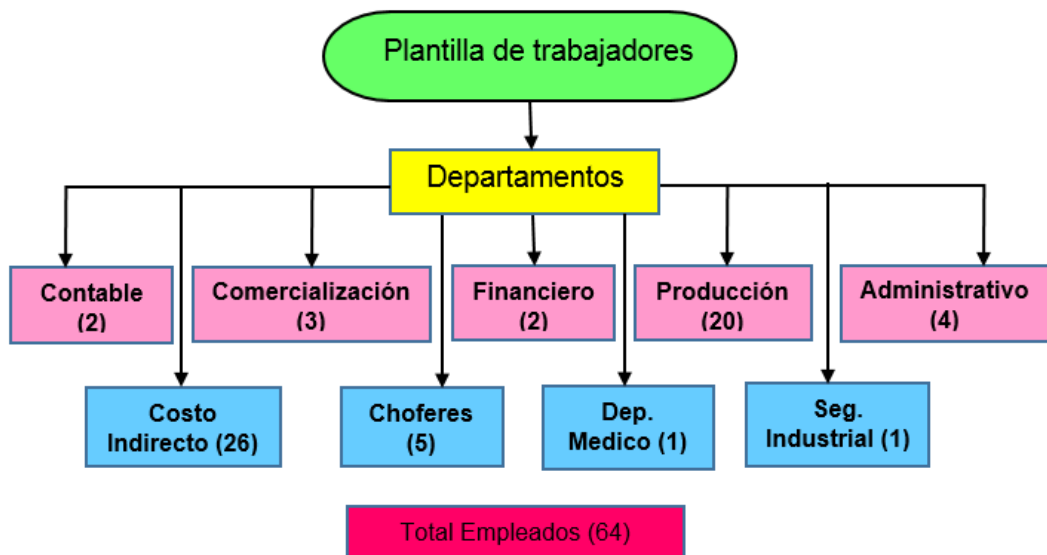 Plantilla de trabajadores
Departamentos
Contable
(2)
Comercialización
(3)
Financiero
(2)
Producción
(20)
Administrativo
(4)
Costo
Indirecto (26)
Choferes
(5)
Dep.
Medico (1)
Seg.
Industrial (1)
Total Empleados (64)